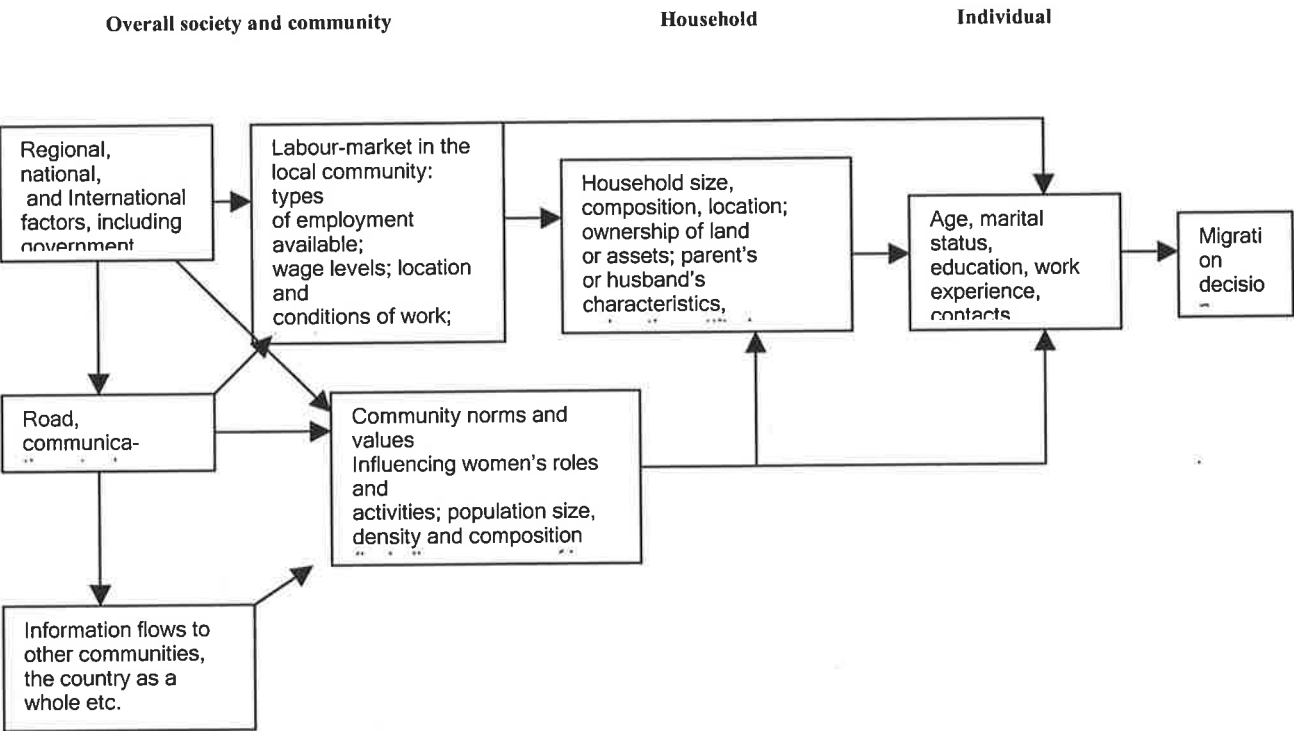 Overall society and community
Household
Individual
Regional,
national,
and International
factors, including
government
Labour-market in the
local community:
types
of employment
available;
wage levels; location
and
conditions of work;
Household size,
composition, location;
ownership of land
or assets; parent's
or husband's
characteristics,
Age, marital
status,
education, work
experience,
contacts
Migrati
on
decisio
Road,
communica-
Community norms and
values
Influencing women's roles
and
activities; population size,
density and composition
Information flows to
other communities,
the country as a
whole etc.